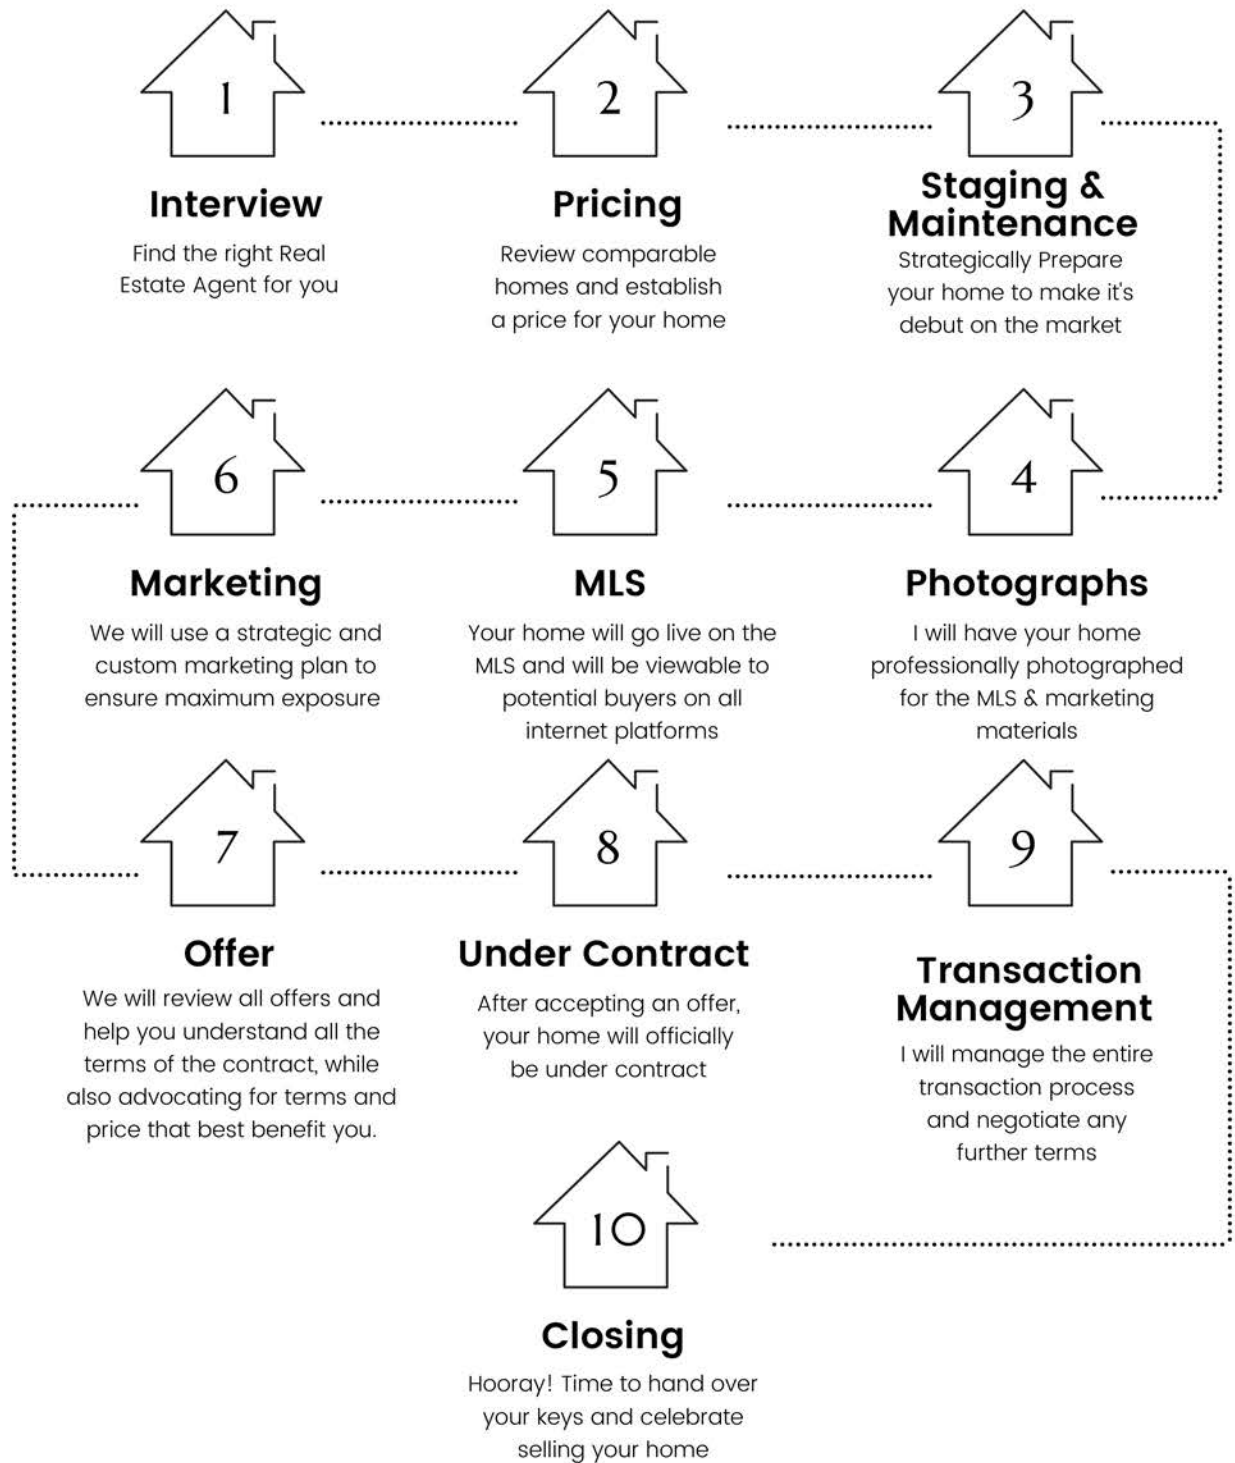 1
Interview
Find the right Real
Estate Agent for you
2
Pricing
Review comparable
homes and establish
a price for your home
3
Staging &
Maintenance
Strategically Prepare
your home to make it's
debut on the market
4
Photographs
I will have your home
professionally photographed
for the MLS & marketing
materials
5
MLS
Your home will go live on the
MLS and will be viewable to
potential buyers on all
internet platforms
6
Marketing
We will use a strategic and
custom marketing plan to
ensure maximum exposure
7
Offer
We will review all offers and
help you understand all the
terms of the contract, while
also advocating for terms and
price that best benefit you.
8
Under Contract
After accepting an offer,
your home will officially
be under contract
9
Transaction
Management
I will manage the entire
transaction process
and negotiate any
further terms
10
Closing
Hooray! Time to hand over
your keys and celebrate
selling your home